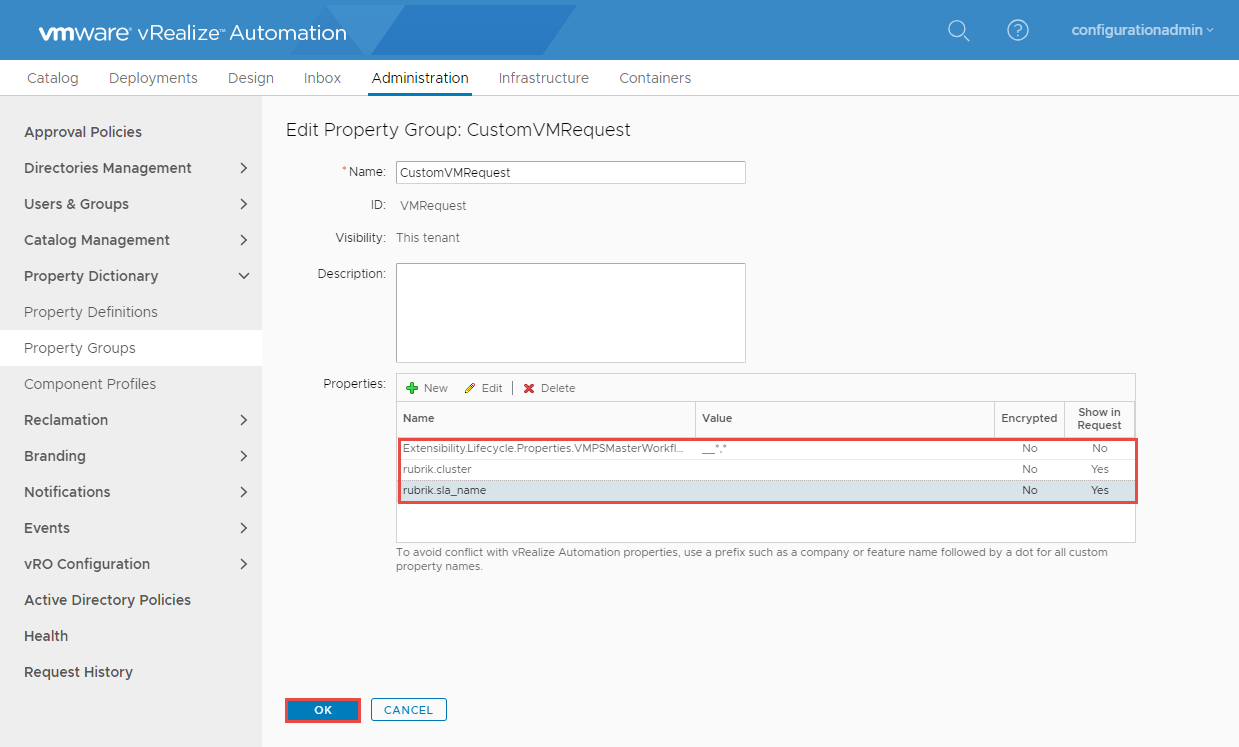 vmware vRealize™ Automation
configurationadmin
Catalog Deployments Design Inbox Administration Infrastructure Containers
Approval Policies
Directories Management
Users & Groups
Catalog Management
Property Dictionary
Property Definitions
Property Groups
Component Profiles
Reclamation
Branding
Notifications
Events
vRO Configuration
Active Directory Policies
Health
Request History
Edit Property Group: CustomVMRequest
* Name: CustomVMRequest
ID: VMRequest
Visibility: This tenant
Description:
Properties: New Edit | Delete
Name Value Encrypted Show in Request
Extensibility.Lifecycle.Properties.VMPSMasterWorkfl... __*,* No No
rubrik.cluster No Yes
rubrik.sla_name No Yes
To avoid conflict with vRealize Automation properties, use a prefix such as a company or feature name followed by a dot for all custom
property names.
OK CANCEL